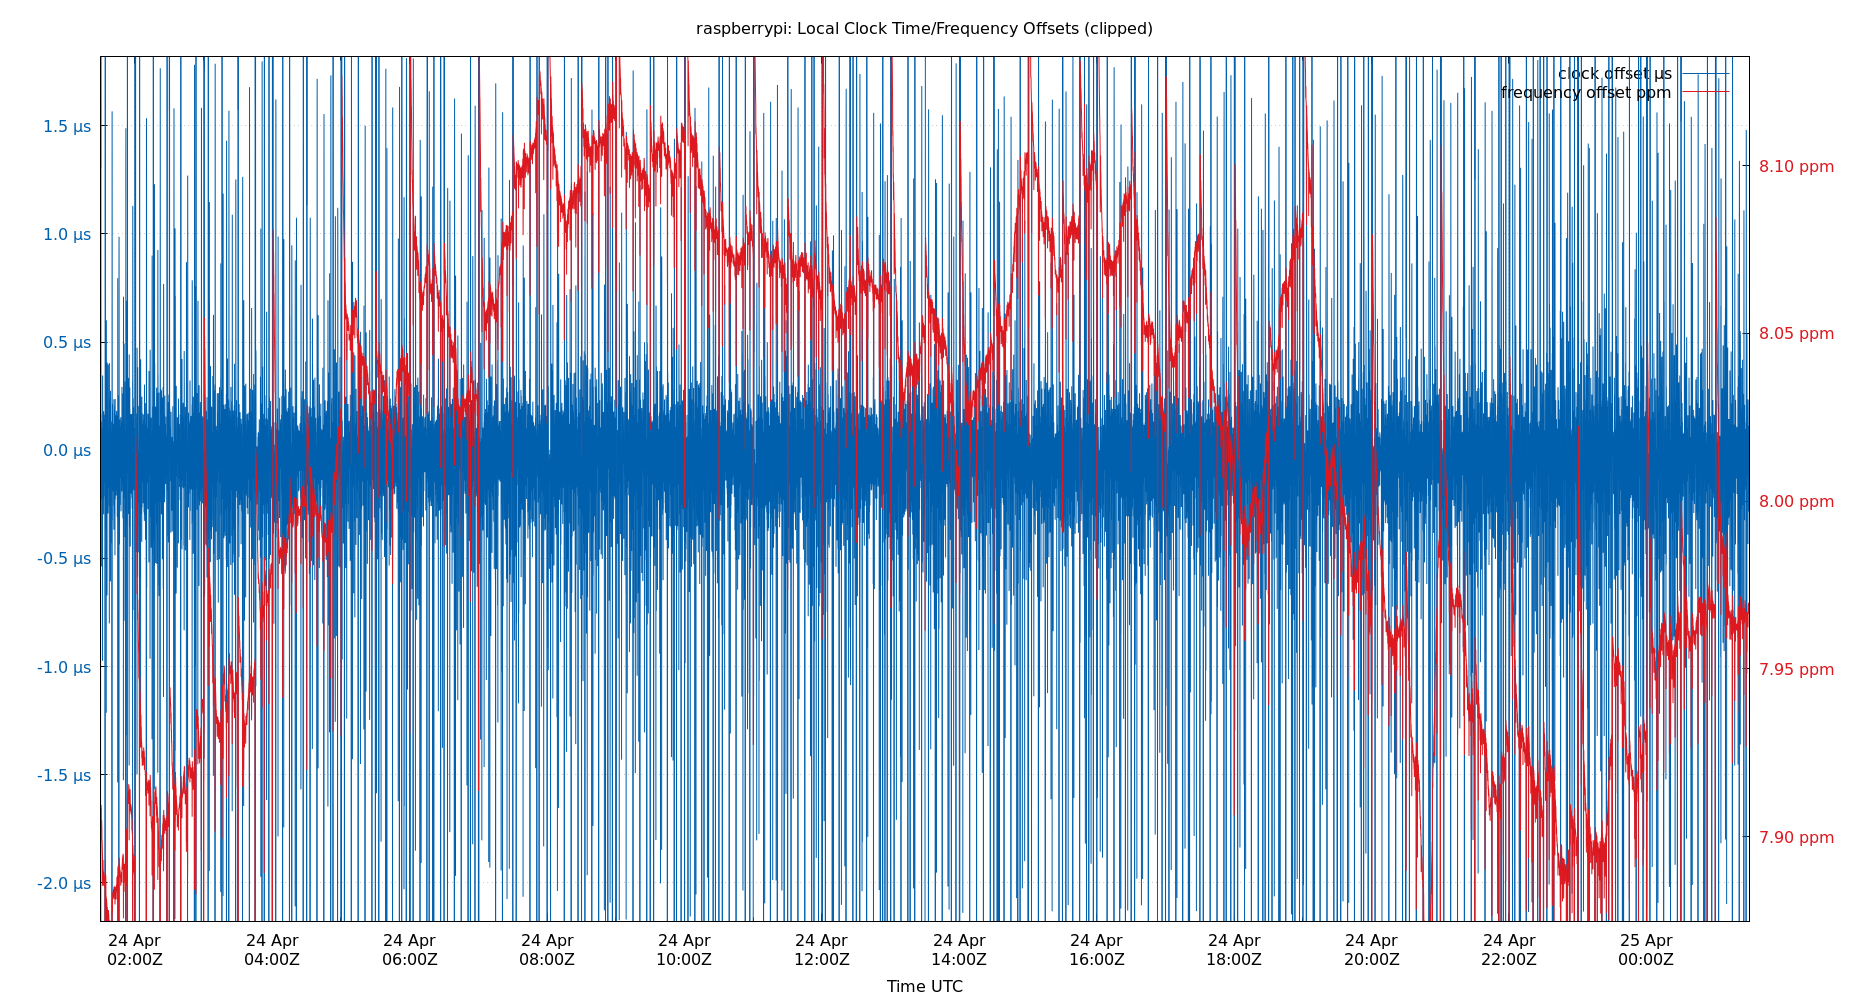 raspberrypi: Local Clock Time/Frequency Offsets (clipped)
clock offset µs
frequency offset ppm
1.5 µs
1.0 µs
0.5 µs
0.0 µs
-0.5 µs
-1.0 µs
-1.5 µs
-2.0 µs
8.10 ppm
8.05 ppm
8.00 ppm
7.95 ppm
7.90 ppm
24 Apr 24 Apr 24 Apr 24 Apr 24 Apr 24 Apr 24 Apr 24 Apr 24 Apr 24 Apr 24 Apr 25 Apr
02:00Z 04:00Z 06:00Z 08:00Z 10:00Z 12:00Z 14:00Z 16:00Z 18:00Z 20:00Z 22:00Z 00:00Z
Time UTC